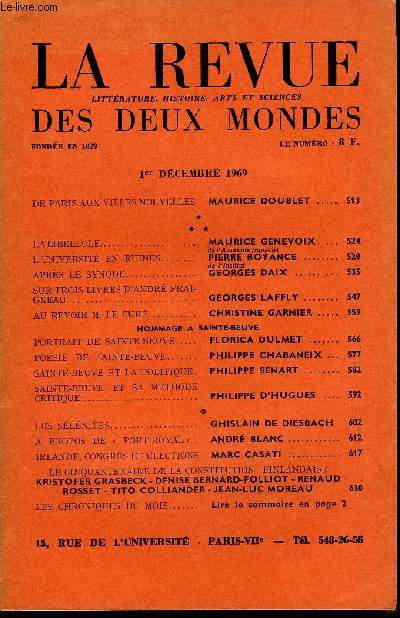 LE-LIVRE.COM
LA REVUE
LITTÉRATURE, HISTOIRE, ARTS ET SCIENCES
DES DEUX MONDES
FONDÉE EN 1829 LE NUMÉRO : 8 F.
1er DÉCEMBRE 1969
DE PARIS AUX VILLES NOUVELLES MAURICE DOUBLET ..... 513
*
* *
LA LIBELLULE...................... MAURICE GENEVOIX.... 524
de l'Académie française
L'UNIVERSITÉ EN RUINES......... PIERRE BOYANCE ........ 528
de l'Institut
APRÈS LE SYNODE................ GEORGES DAIX ........... 535
SUR TROIS LIVRES D'ANDRÉ FRAI-
GNEAU ............ GEORGES LAFFLY ........ 547
AU REVOIR M. LE CURÉ ........... CHRISTINE GARNIER .... 559
HOMMAGE A SAINTE-BEUVE
PORTRAIT DE SAINTE-BEUVE ..... FLORICA DULMET ....... 566
POÉSIE DE SAINTE-BEUVE....... PHILIPPE CHABANEIX ... 577
SAINTE-BEUVE ET LA POLITIQUE. PHILIPPE SENART ........ 582
SAINTE-BEUVE ET SA MÉTHODE
CRITIQUE........ PHILIPPE D'HUGUES .... 592
LES SÉLÉNITES.................... GHISLAIN DE DIESBACH 602
A PROPOS DE « PORT-ROYAL »... ANDRÉ BLANC ............ 612
IRLANDE, CONGRÈS ET ÉLECTIONS MARC CASATI ............ 617
LE CINQUANTENAIRE DE LA CONSTITUTION FINLANDAISE
KRISTOFER GRASBECK - DENISE BERNARD-FOLLIOT - RENAUD
ROSSET - TITO COLLIANDER - JEAN-LUC MOREAU 630
LES CHRONIQUES DU MOIS....... Lire le sommaire en page 2
15, RUE DE L'UNIVERSITÉ - PARIS-VIIe — Tél. 548-26-56